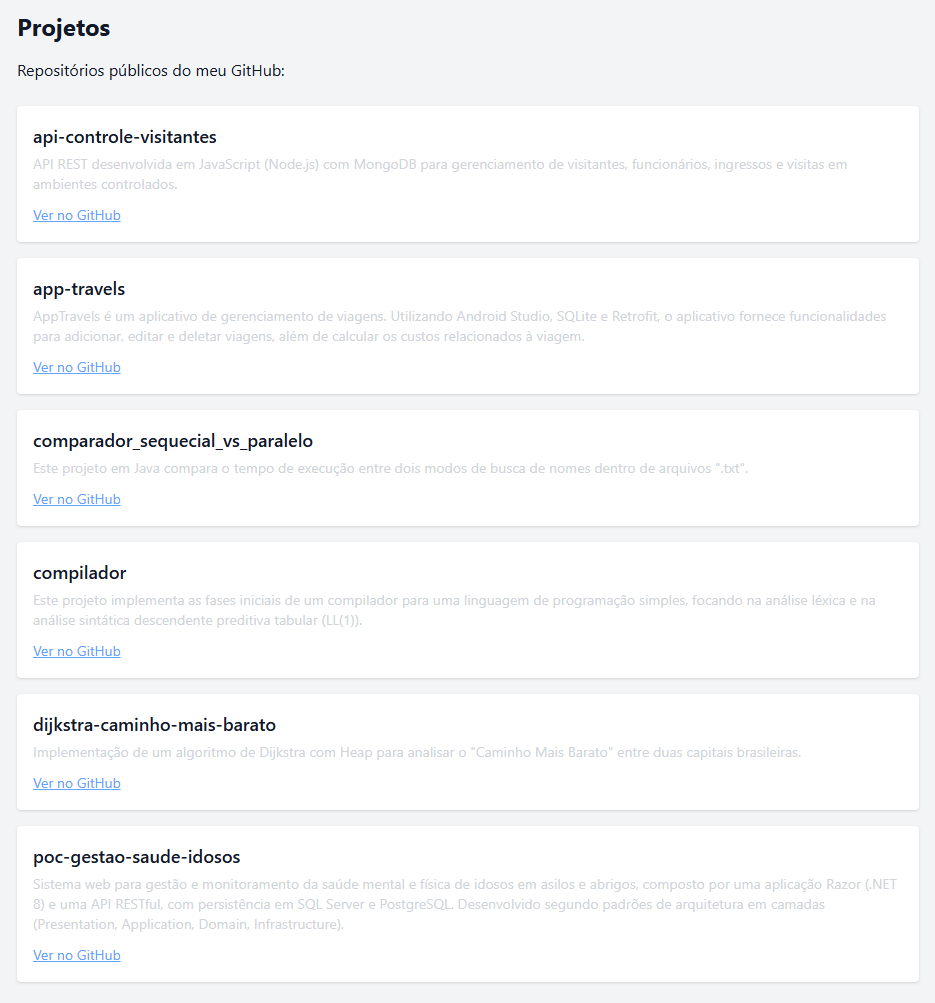 Projetos
Repositórios públicos do meu GitHub:
api-controle-visitantes
API REST desenvolvida em JavaScript (Node.js) com MongoDB para gerenciamento de visitantes, funcionários, ingressos e visitas em
ambientes controlados.
Ver no GitHub
app-travels
AppTravels é um aplicativo de gerenciamento de viagens. Utilizando Android Studio, SQLite e Retrofit, o aplicativo fornece funcionalidades
para adicionar, editar e deletar viagens, além de calcular os custos relacionados à viagem.
Ver no GitHub
comparador_sequecial_vs_paralelo
Este projeto em Java compara o tempo de execução entre dois modos de busca de nomes dentro de arquivos ".txt".
Ver no GitHub
compilador
Este projeto implementa as fases iniciais de um compilador para uma linguagem de programação simples, focando na análise léxica e na
análise sintática descendente preditiva tabular (LL(1)).
Ver no GitHub
dijkstra-caminho-mais-barato
Implementação de um algoritmo de Dijkstra com Heap para analisar o "Caminho Mais Barato" entre duas capitais brasileiras.
Ver no GitHub
poc-gestao-saude-idosos
Sistema web para gestão e monitoramento da saúde mental e física de idosos em asilos e abrigos, composto por uma aplicação Razor (.NET
8) e uma API RESTful, com persistência em SQL Server e PostgreSQL. Desenvolvido segundo padrões de arquitetura em camadas
(Presentation, Application, Domain, Infrastructure).
Ver no GitHub